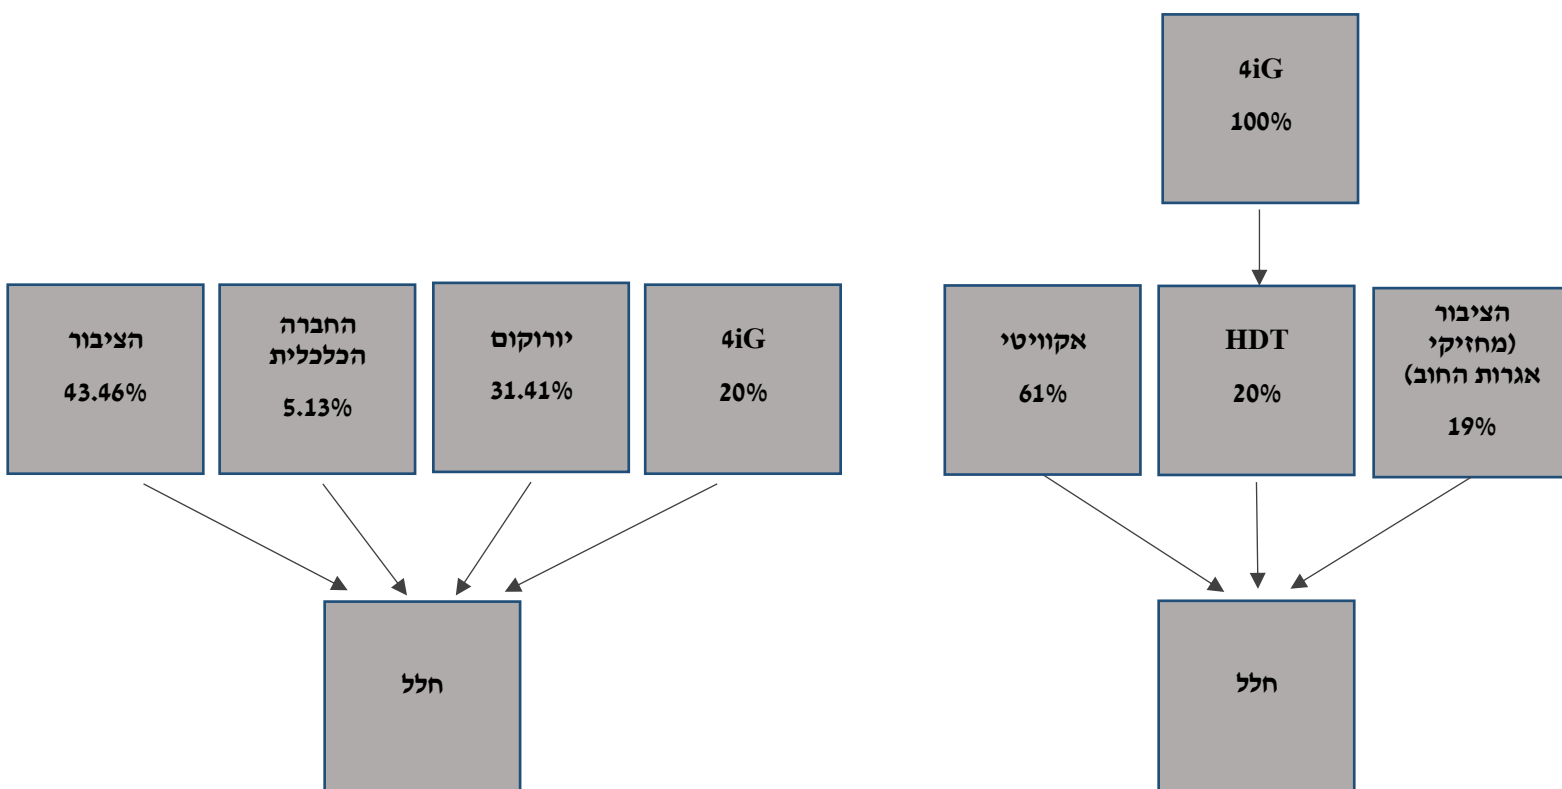 4iG
100%
הציבור
(מחזיקי
אגרות החוב)
19%
HDT
20%
אקוויטי
61%
חלל
4iG
20%
יורוקום
31.41%
החברה
הכלכלית
5.13%
הציבור
43.46%
חלל